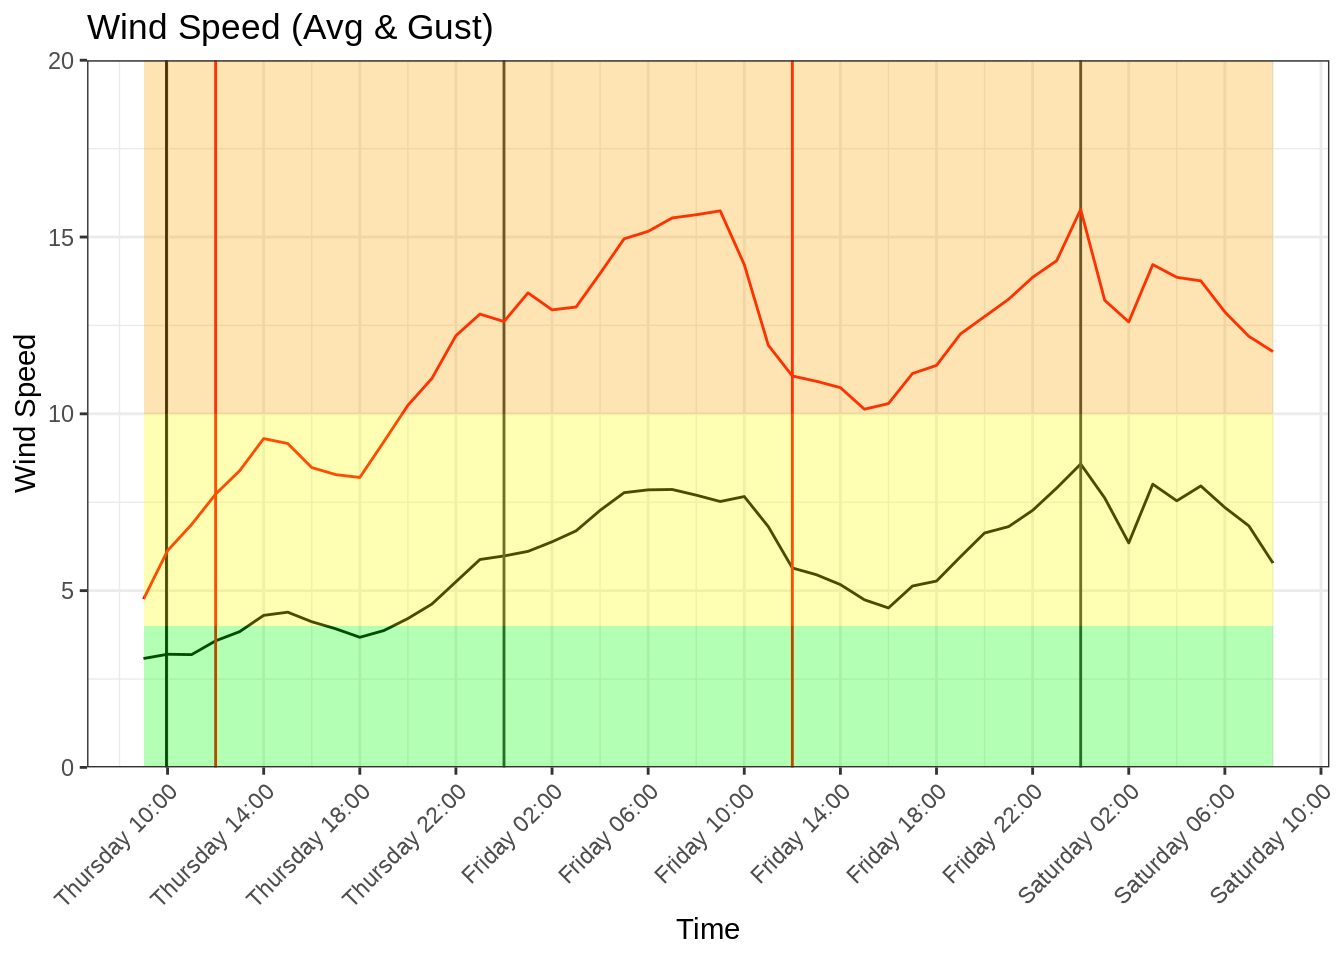 Wind Speed (Avg & Gust)
20
15
10
5
0
Wind Speed
Thursday 10:00
Thursday 14:00
Thursday 18:00
Thursday 22:00
Friday 02:00
Friday 06:00
Friday 10:00
Friday 14:00
Friday 18:00
Friday 22:00
Saturday 02:00
Saturday 06:00
Saturday 10:00
Time